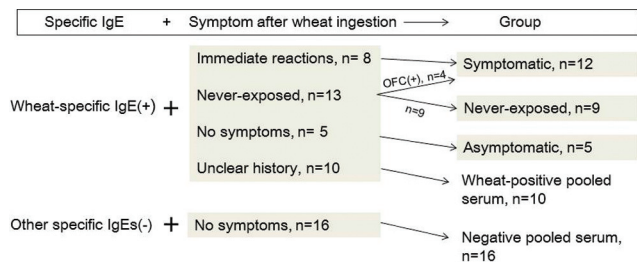 Specific IgE + Symptom after wheat ingestion Group
Immediate reactions, n= 8
Symptomatic, n=12
OFC(+), n=4
Wheat-specific IgE(+) + Never-exposed, n=13
n=9
Never-exposed, n=9
No symptoms, n= 5
Asymptomatic, n=5
Unclear history, n=10
Wheat-positive pooled
serum, n=10
Other specific IgEs(-) + No symptoms, n=16
Negative pooled serum,
n=16